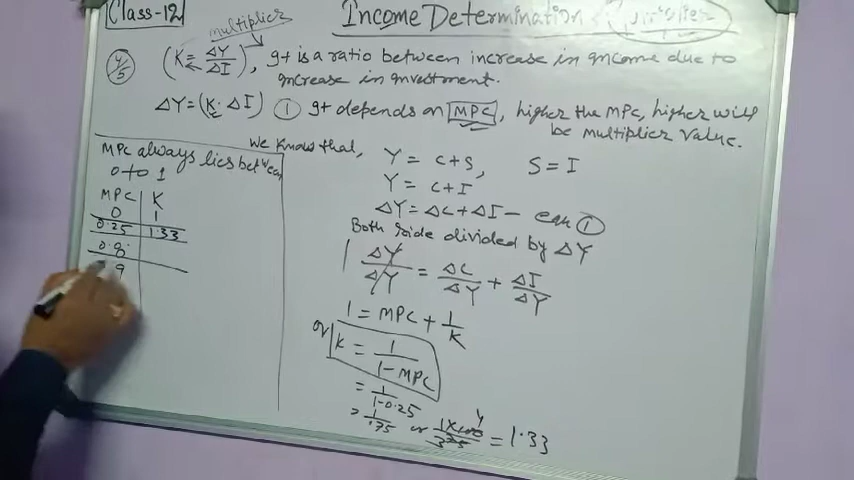 Class-12
Income Determination
multiplier
4/5
(K = ΔY/ΔI), It is a ratio between increase in income due to
increase in investment.
ΔY = (K · ΔI) ① It depends on MPC, higher the MPC, higher will
be multiplier value.
We know that,
Y = C+S, S = I
Y = C+I
ΔY = ΔC + ΔI — eqn ①
Both side divided by ΔY
ΔY/ΔY = ΔC/ΔY + ΔI/ΔY
1 = MPC + 1/K
or K = 1/1-MPC
= 1/1-0.25
= 1/.75 or = 1.33
MPC always lies between
0 to 1
MPC K
0 1
0.25 1.33
0.8
9